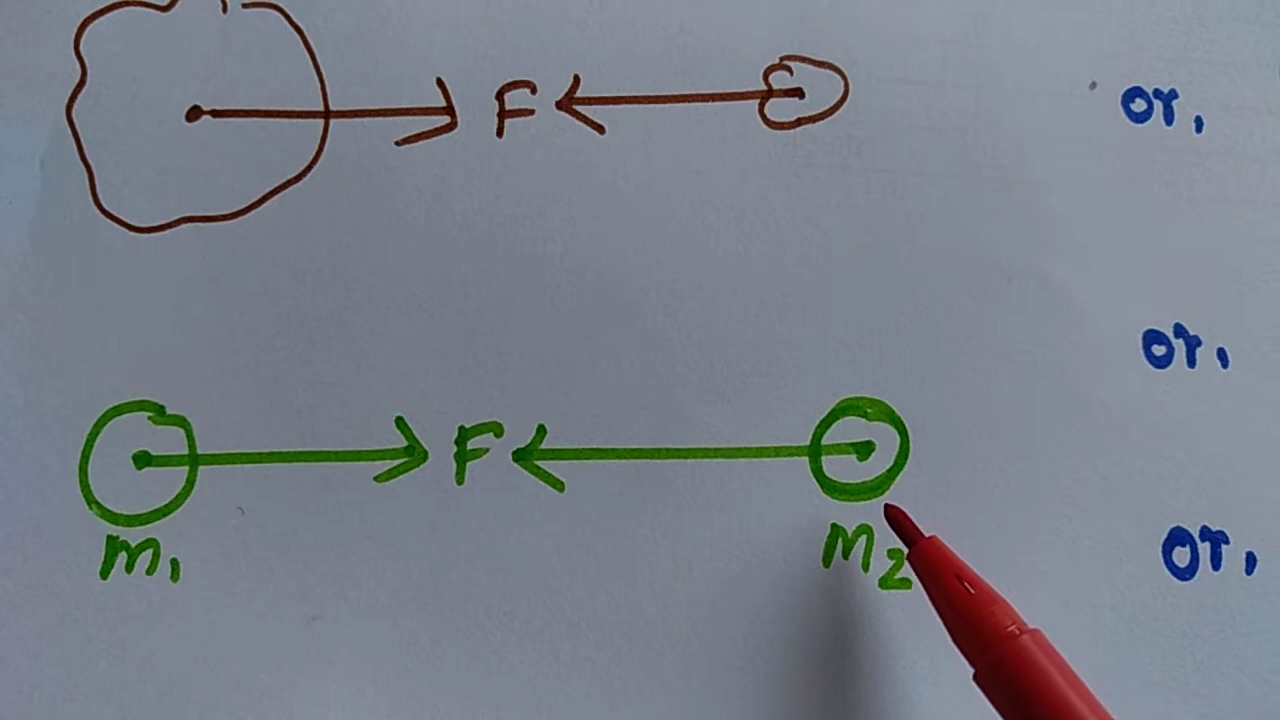 F or,
or,
F
m₁ M₂ or,